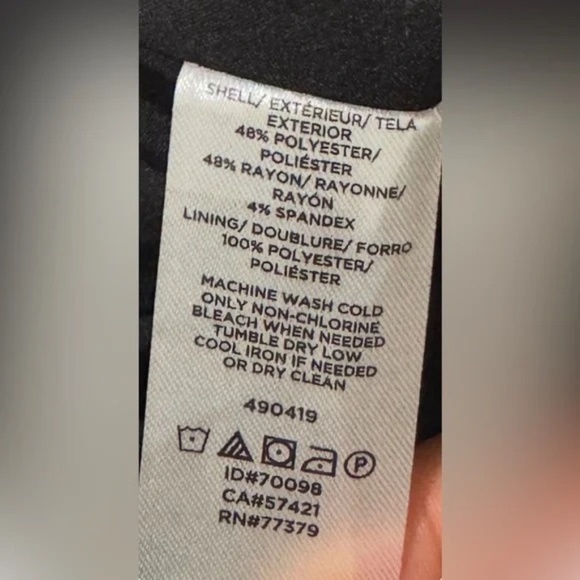 SHELL/ EXTÉRIEUR/ TELA
EXTERIOR
48% POLYESTER/
POLIÉSTER
48% RAYON/ RAYONNE/
RAYÓN
4% SPANDEX
LINING/ DOUBLURE/ FORRO
100% POLYESTER/
POLIÉSTER
MACHINE WASH COLD
ONLY NON-CHLORINE
BLEACH WHEN NEEDED
TUMBLE DRY LOW
COOL IRON IF NEEDED
OR DRY CLEAN
490419
P
ID#70098
CA#57421
RN#77379